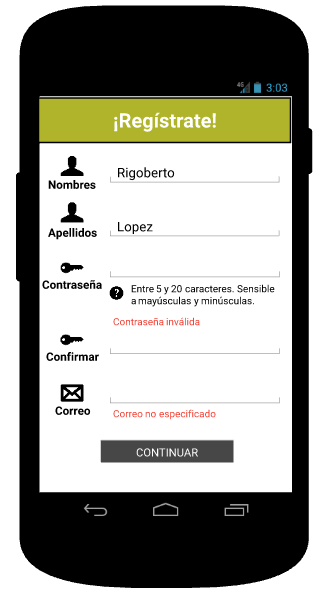 4G 3:03
¡Regístrate!
Nombres
Rigoberto
Apellidos
Lopez
Contraseña
? Entre 5 y 20 caracteres. Sensible
a mayúsculas y minúsculas.
Contraseña inválida
Confirmar
Correo
Correo no especificado
CONTINUAR